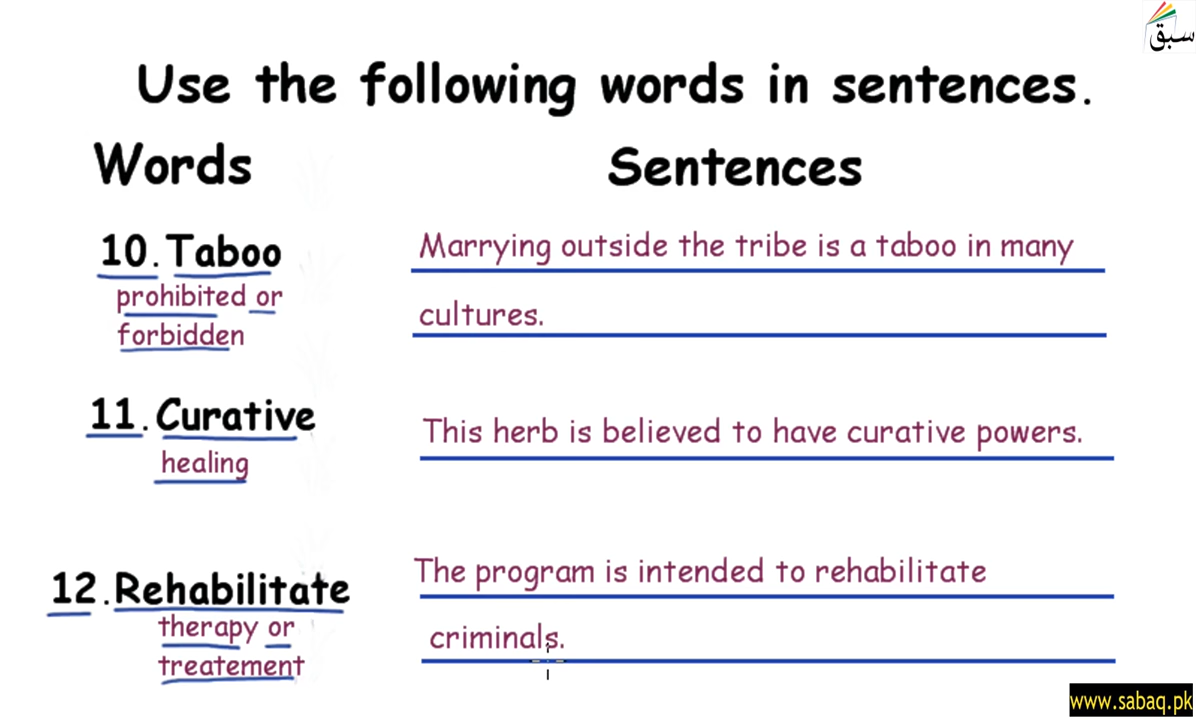 سبق
Use the following words in sentences.
Words Sentences
10. Taboo Marrying outside the tribe is a taboo in many
prohibited or
cultures.
forbidden
11. Curative This herb is believed to have curative powers.
healing
12. Rehabilitate The program is intended to rehabilitate
therapy or criminals.
treatement
www.sabaq.pk